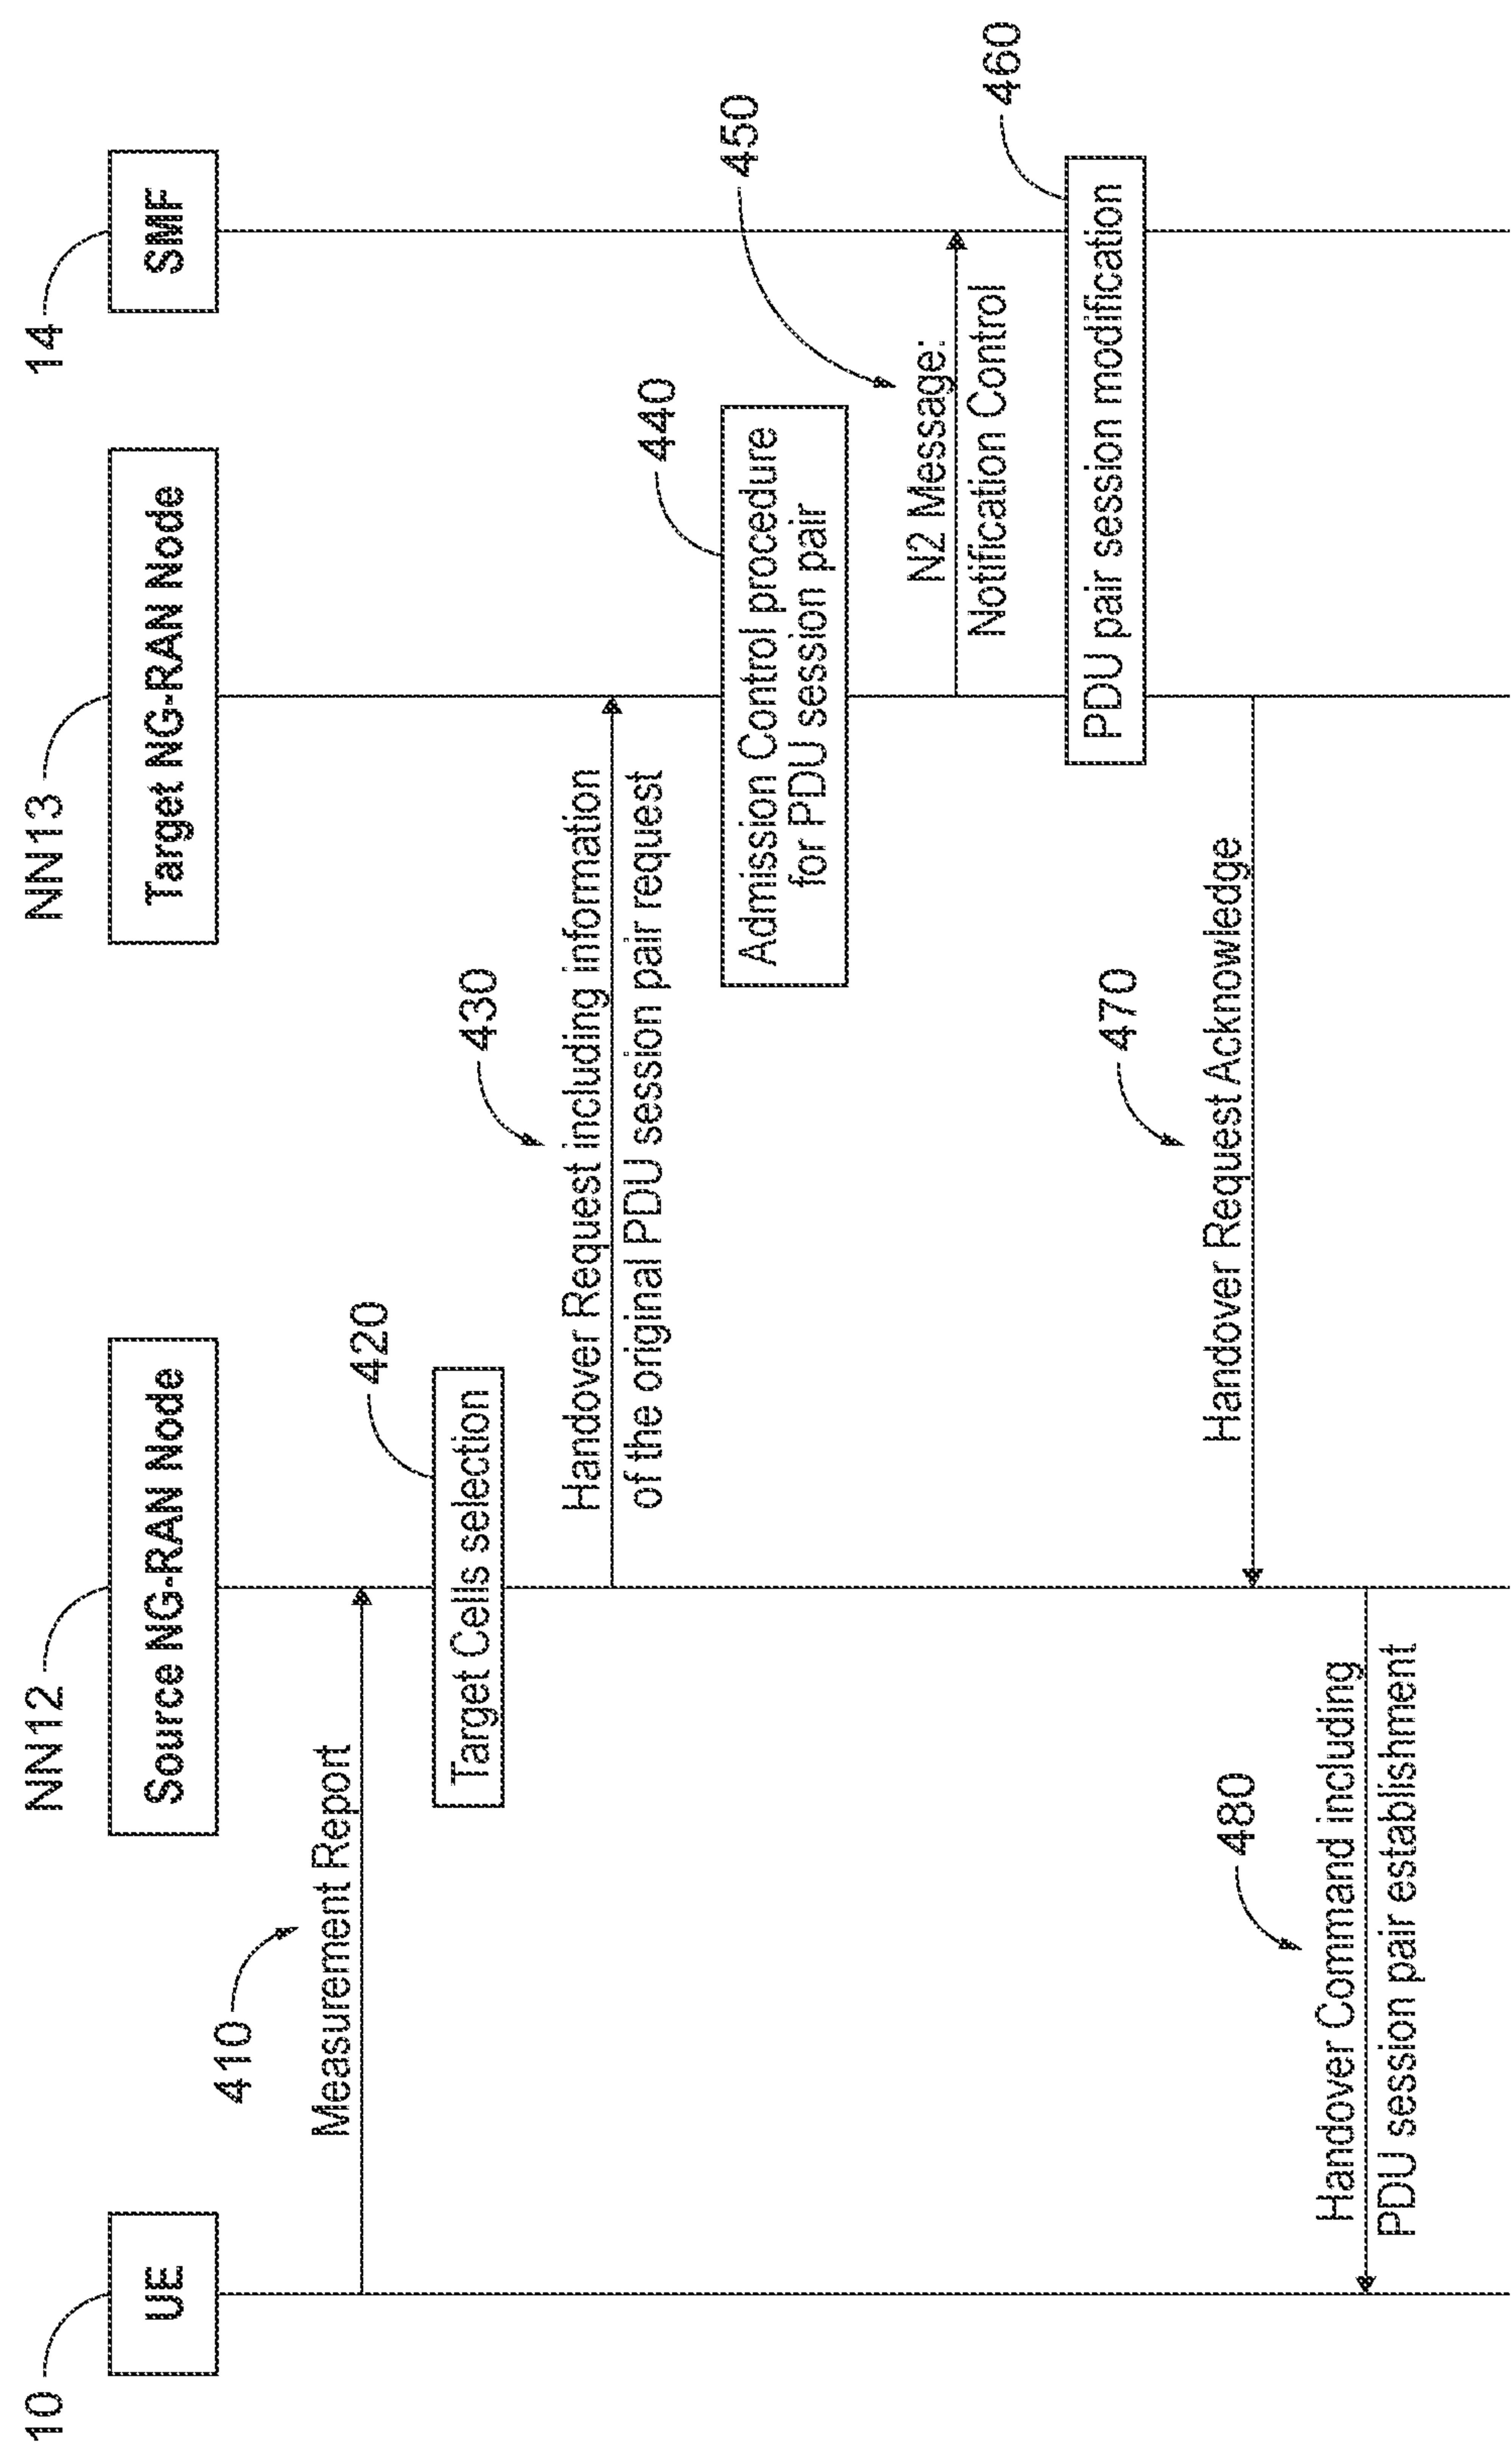 10
UE
NN12
Source NG-RAN Node
NN13
Target NG-RAN Node
14
SMF
410
Measurement Report
420
Target Cells selection
430
Handover Request including information
of the original PDU session pair request
440
Admission Control procedure
for PDU session pair
450
N2 Message:
Notification Control
460
PDU pair session modification
470
Handover Request Acknowledge
480
Handover Command including
PDU session pair establishment